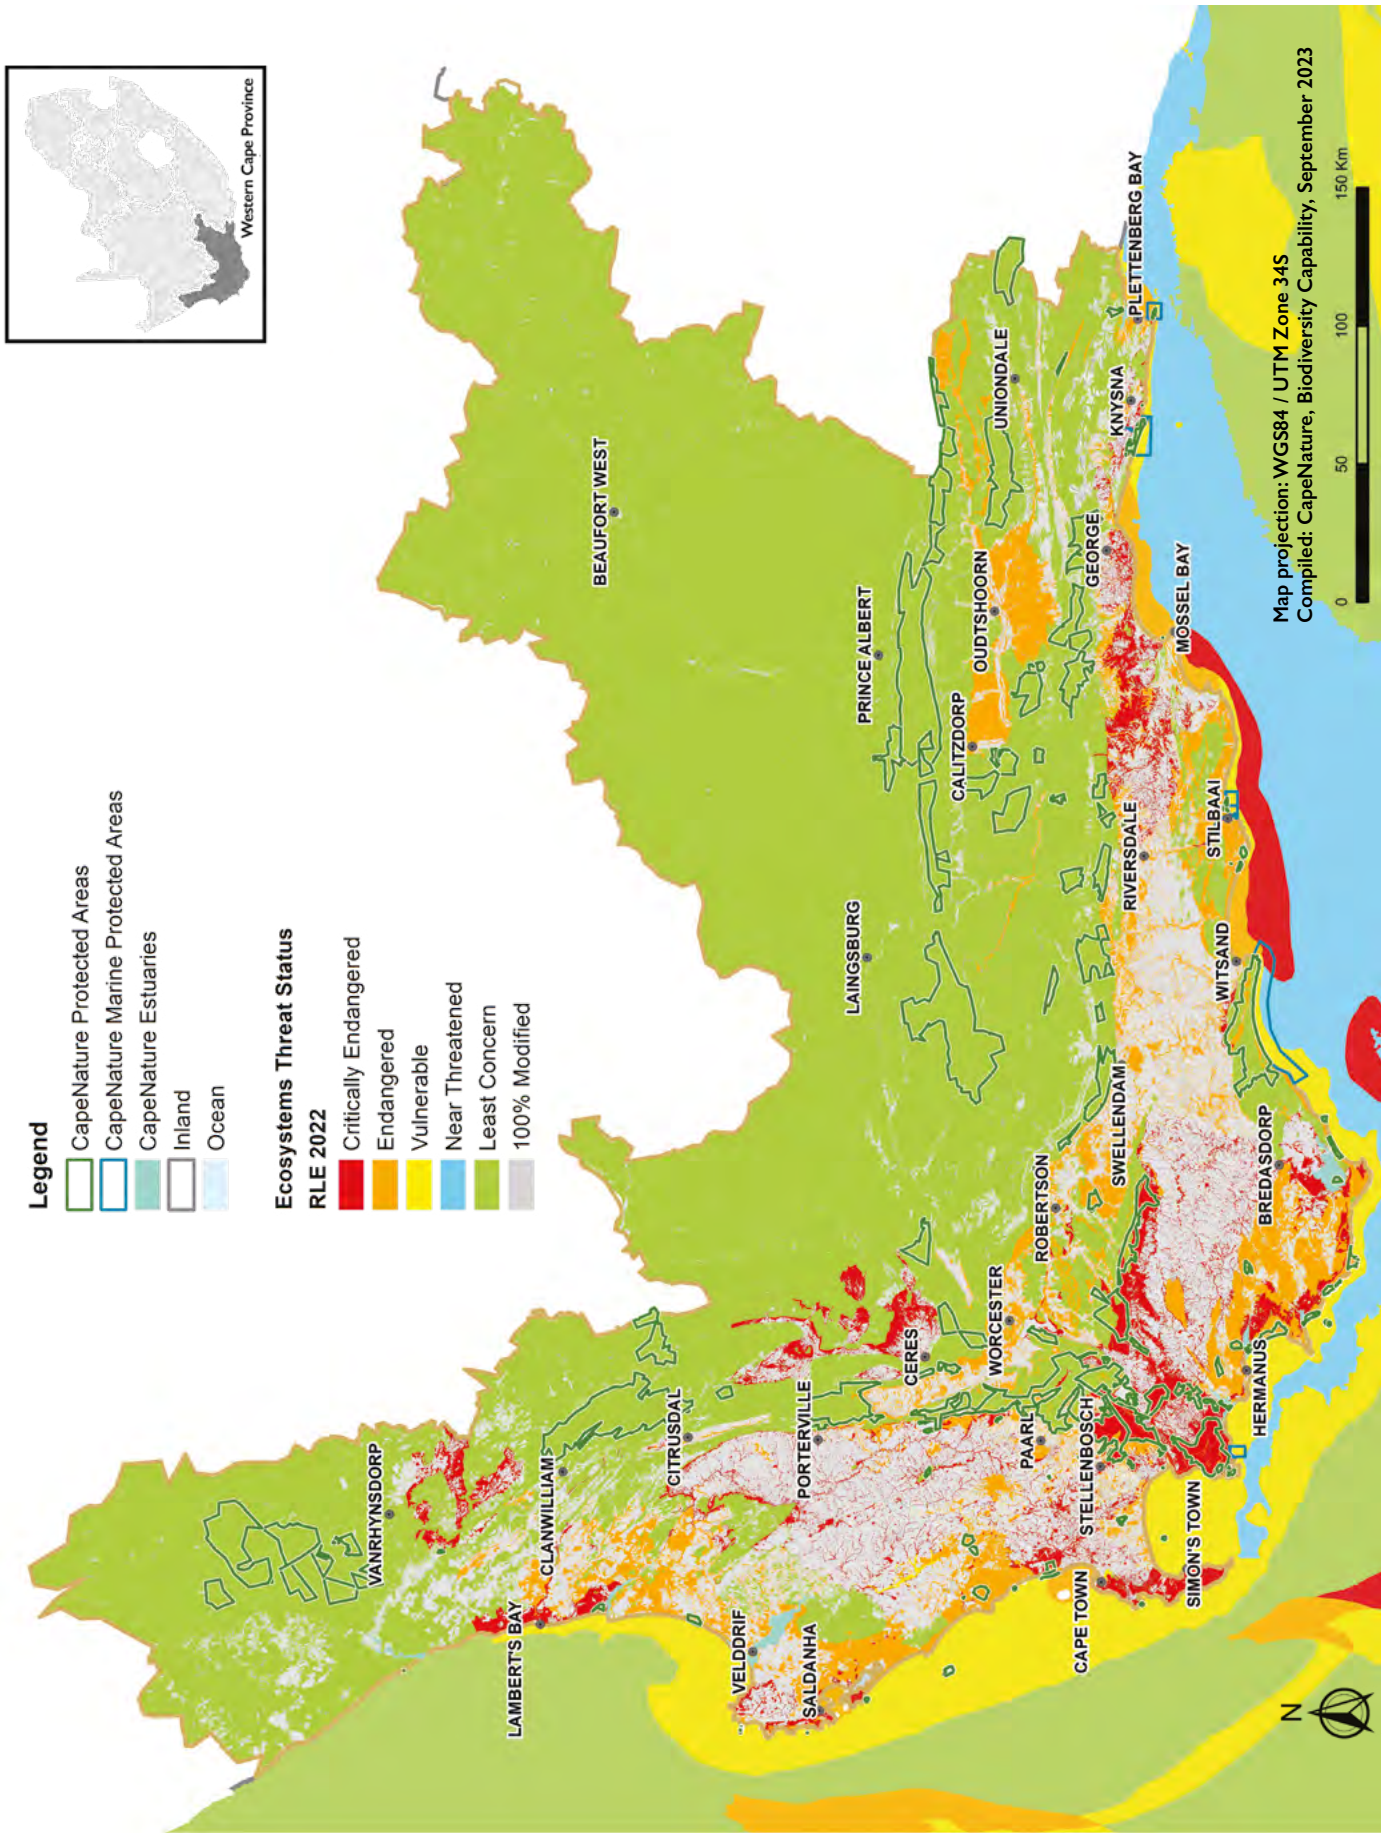 Western Cape Province
Legend
CapeNature Protected Areas
CapeNature Marine Protected Areas
CapeNature Estuaries
Inland
Ocean
Ecosystems Threat Status
RLE 2022
Critically Endangered
Endangered
Vulnerable
Near Threatened
Least Concern
100% Modified
VANRHYNSDORP
LAMBERT'S BAY
CLANWILLIAM
CITRUSDAL
VELDDRIF
SALDANHA
PORTERVILLE
CERES
WORCESTER
PAARL
STELLENBOSCH
CAPE TOWN
SIMON'S TOWN
HERMANUS
ROBERTSON
SWELLENDAM
BREDASDORP
LAINGSBURG
WITSAND
RIVERSDALE
STILBAAI
BEAUFORT WEST
PRINCE ALBERT
CALITZDORP
OUDTSHOORN
MOSSEL BAY
GEORGE
UNIONDALE
KNYSNA
PLETTENBERG BAY
N
Map projection: WGS84 / UTM Zone 34S
Compiled: CapeNature, Biodiversity Capability, September 2023
0 50 100 150 Km